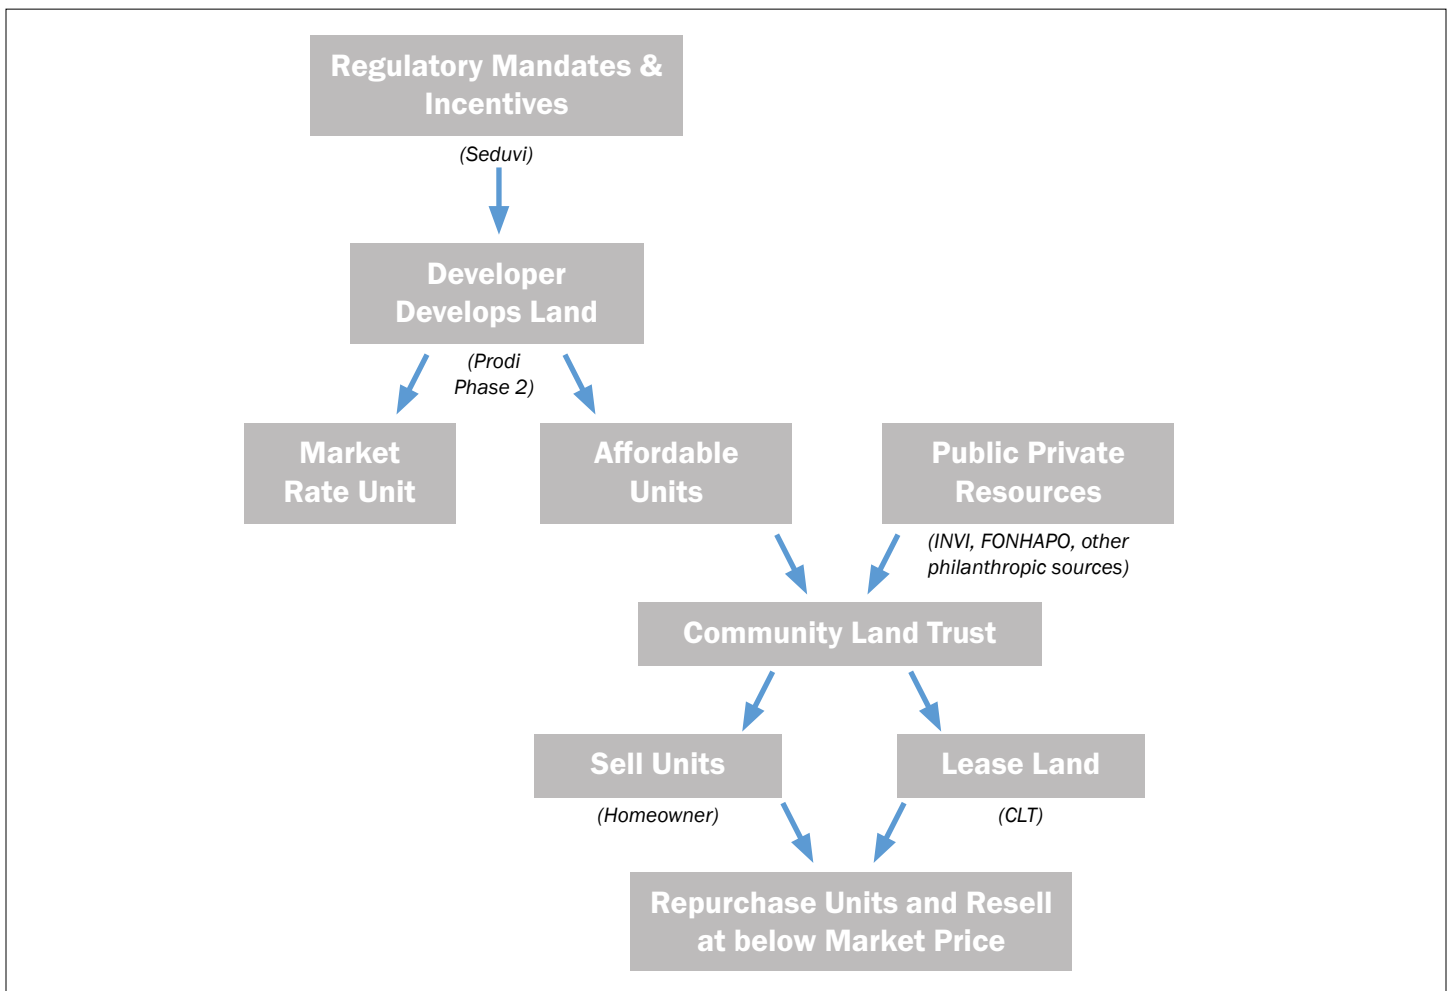 Regulatory Mandates &
Incentives
(Seduvi)
Developer
Develops Land
(Prodi
Phase 2)
Market
Rate Unit
Affordable
Units
Public Private
Resources
(INVI, FONHAPO, other
philanthropic sources)
Community Land Trust
Sell Units
(Homeowner)
Lease Land
(CLT)
Repurchase Units and Resell
at below Market Price